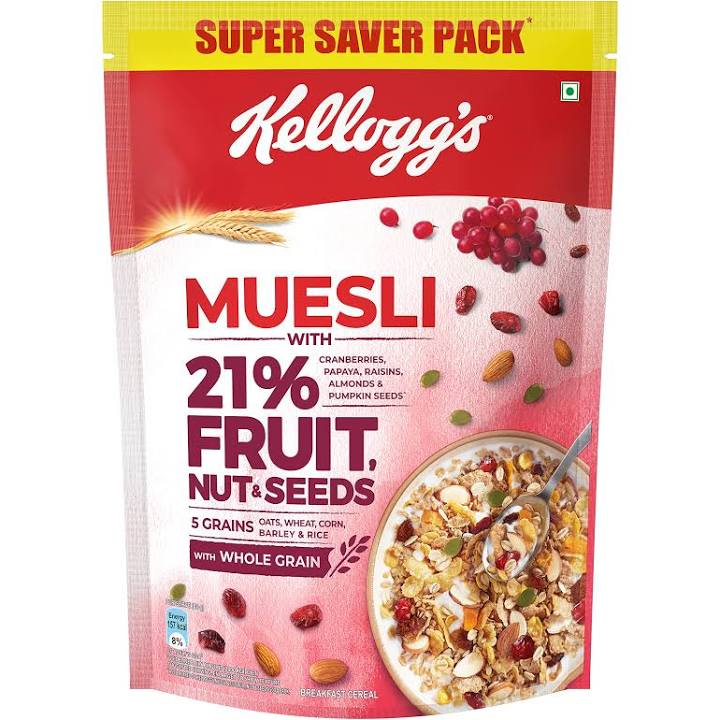 SUPER SAVER PACK*
Kellogg's®
MUESLI
WITH
21%
CRANBERRIES,
PAPAYA, RAISINS,
ALMONDS &
PUMPKIN SEEDS^
FRUIT,
NUT & SEEDS
5 GRAINS
OATS, WHEAT, CORN,
BARLEY & RICE
WITH WHOLE GRAIN
Energy
157 kcal
8%
BREAKFAST CEREAL